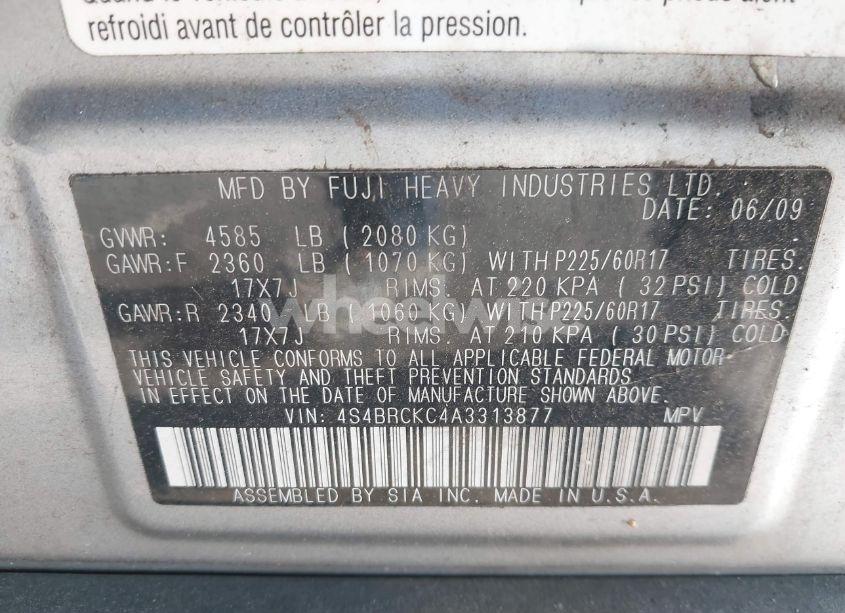 refroidi avant de contrôler la pression.
MFD BY FUJI HEAVY INDUSTRIES LTD.
DATE: 06/09
GVWR: 4585 LB ( 2080 KG)
GAWR:F 2360 LB ( 1070 KG) WITH P225/60R17 TIRES.
17X7J RIMS. AT 220 KPA ( 32 PSI) COLD
GAWR:R 2340 LB ( 1060 KG) WITH P225/60R17 TIRES.
17X7J RIMS. AT 210 KPA ( 30 PSI) COLD
THIS VEHICLE CONFORMS TO ALL APPLICABLE FEDERAL MOTOR
VEHICLE SAFETY AND THEFT PREVENTION STANDARDS
IN EFFECT ON THE DATE OF MANUFACTURE SHOWN ABOVE.
VIN: 4S4BRCKC4A3313877 MPV
ASSEMBLED BY SIA INC. MADE IN U.S.A.